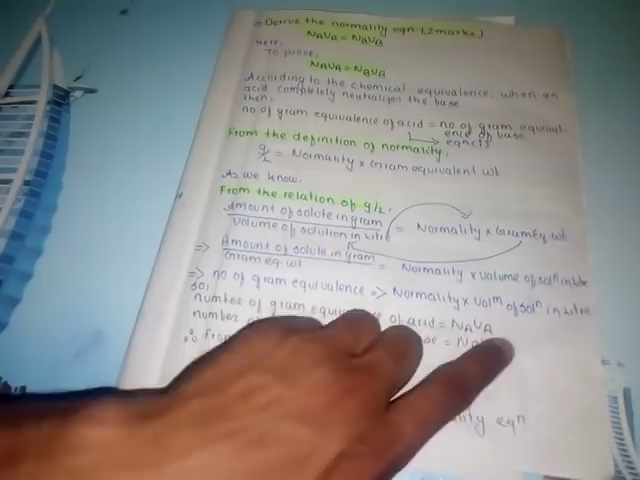 ⇒ Derive the normality eqn [2marks]
NAVA = NBVB
Here,
To prove,
NAVA = NBVB
According to the chemical equivalence, when an
acid completely neutralizes the base
then,
no of gram equivalence of acid = no of gram equival-
ence of base
→ eqn(1)
From the definition of normality,
g/L = Normality × Gram equivalent wt
As we know,
From the relation of g/L,
Amount of solute in gram
Volume of solution in litre = Normality × Gram Eq. wt
⇒ Amount of solute in gram
Gram eq. wt = Normality × Volume of solⁿ in litre
⇒ no of gram equivalence => Normality × Volᵐ of solⁿ in litre
so,
number of gram of acid = NAVA
number =
∴ From
eqⁿ